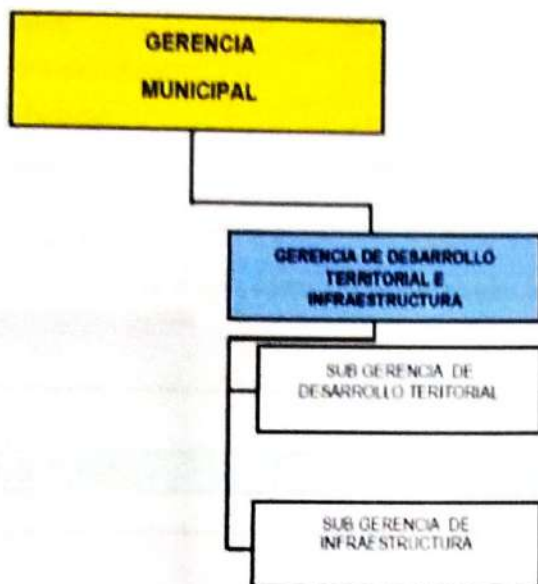 GERENCIA
MUNICIPAL
GERENCIA DE DESARROLLO
TERRITORIAL E
INFRAESTRUCTURA
SUB GERENCIA DE
DESARROLLO TERITORIAL
SUB GERENCIA DE
INFRAESTRUCTURA